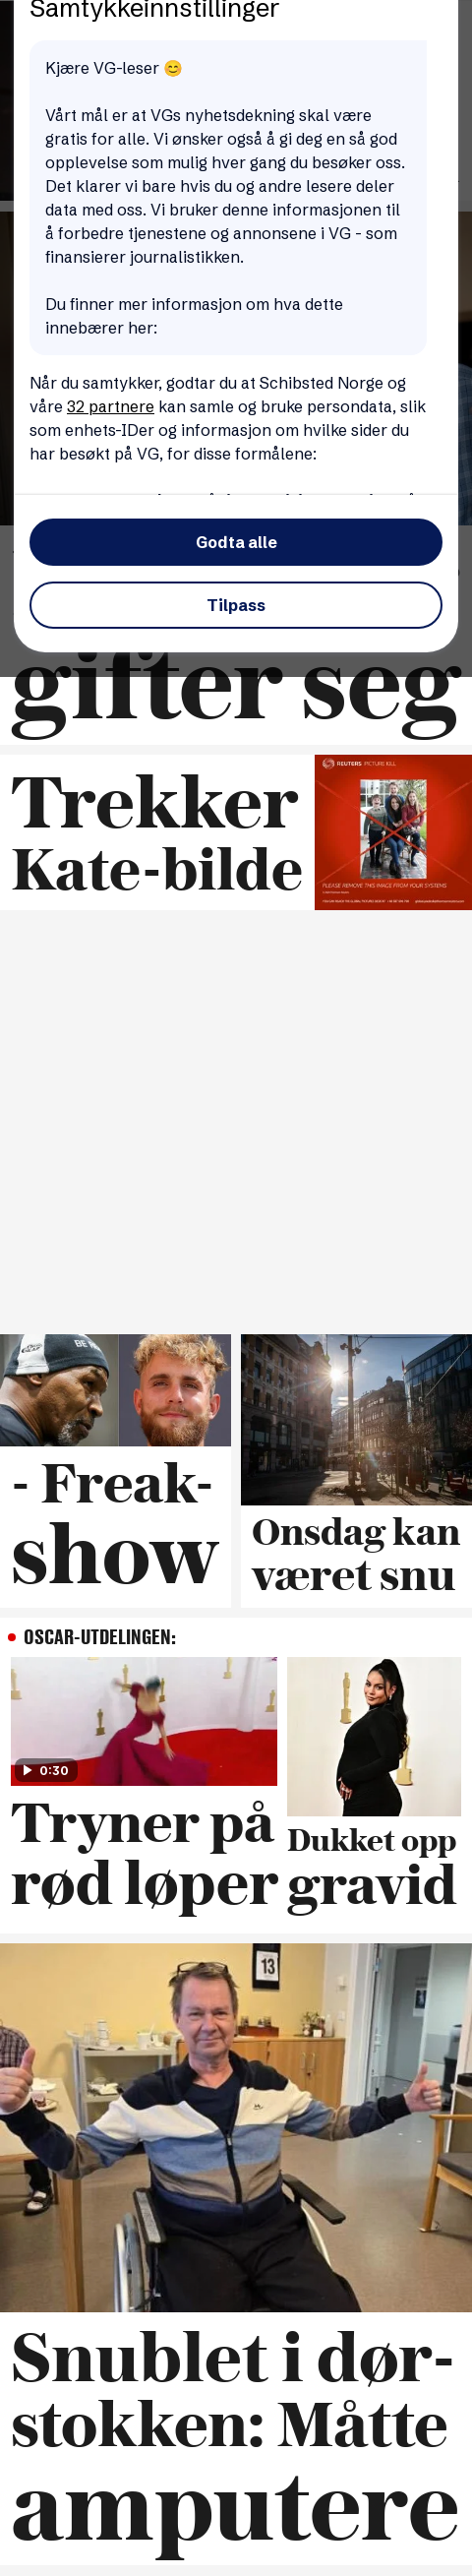 Samtykkeinnstillinger
Kjære VG-leser 😊
Vårt mål er at VGs nyhetsdekning skal være
gratis for alle. Vi ønsker også å gi deg en så god
opplevelse som mulig hver gang du besøker oss.
Det klarer vi bare hvis du og andre lesere deler
data med oss. Vi bruker denne informasjonen til
å forbedre tjenestene og annonsene i VG - som
finansierer journalistikken.
Du finner mer informasjon om hva dette
innebærer her:
Når du samtykker, godtar du at Schibsted Norge og
våre 32 partnere kan samle og bruke persondata, slik
som enhets-IDer og informasjon om hvilke sider du
har besøkt på VG, for disse formålene:
Godta alle
Tilpass
gifter seg
Trekker
Kate-bilde
REUTERS PICTURE KILL
PLEASE REMOVE THIS IMAGE FROM YOUR SYSTEMS
- Freak-
show
Onsdag kan
været snu
OSCAR-UTDELINGEN:
0:30
Tryner på
rød løper
Dukket opp
gravid
13
Snublet i dør-
stokken: Måtte
amputere